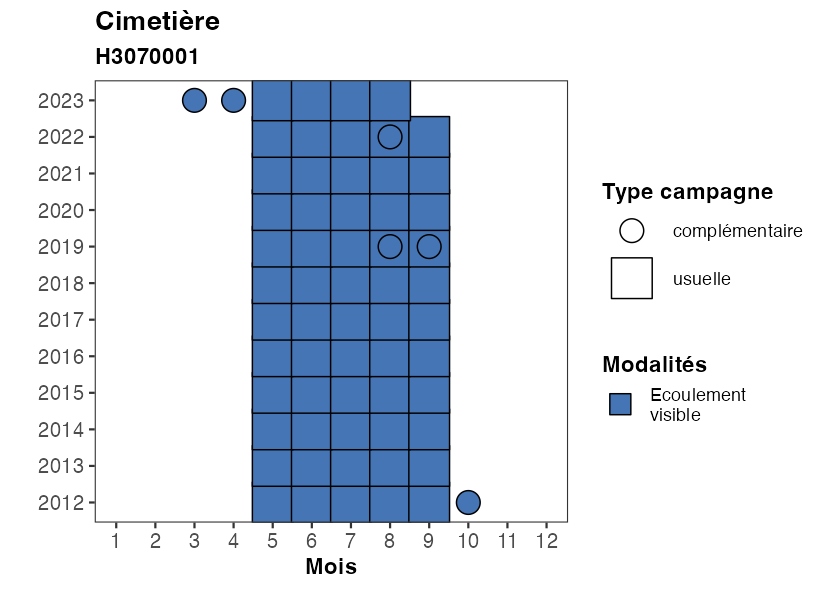 Cimetière
H3070001
2023
2022
2021
2020
2019
2018
2017
2016
2015
2014
2013
2012
1 2 3 4 5 6 7 8 9 10 11 12
Mois
Type campagne
complémentaire
usuelle
Modalités
Ecoulement
visible